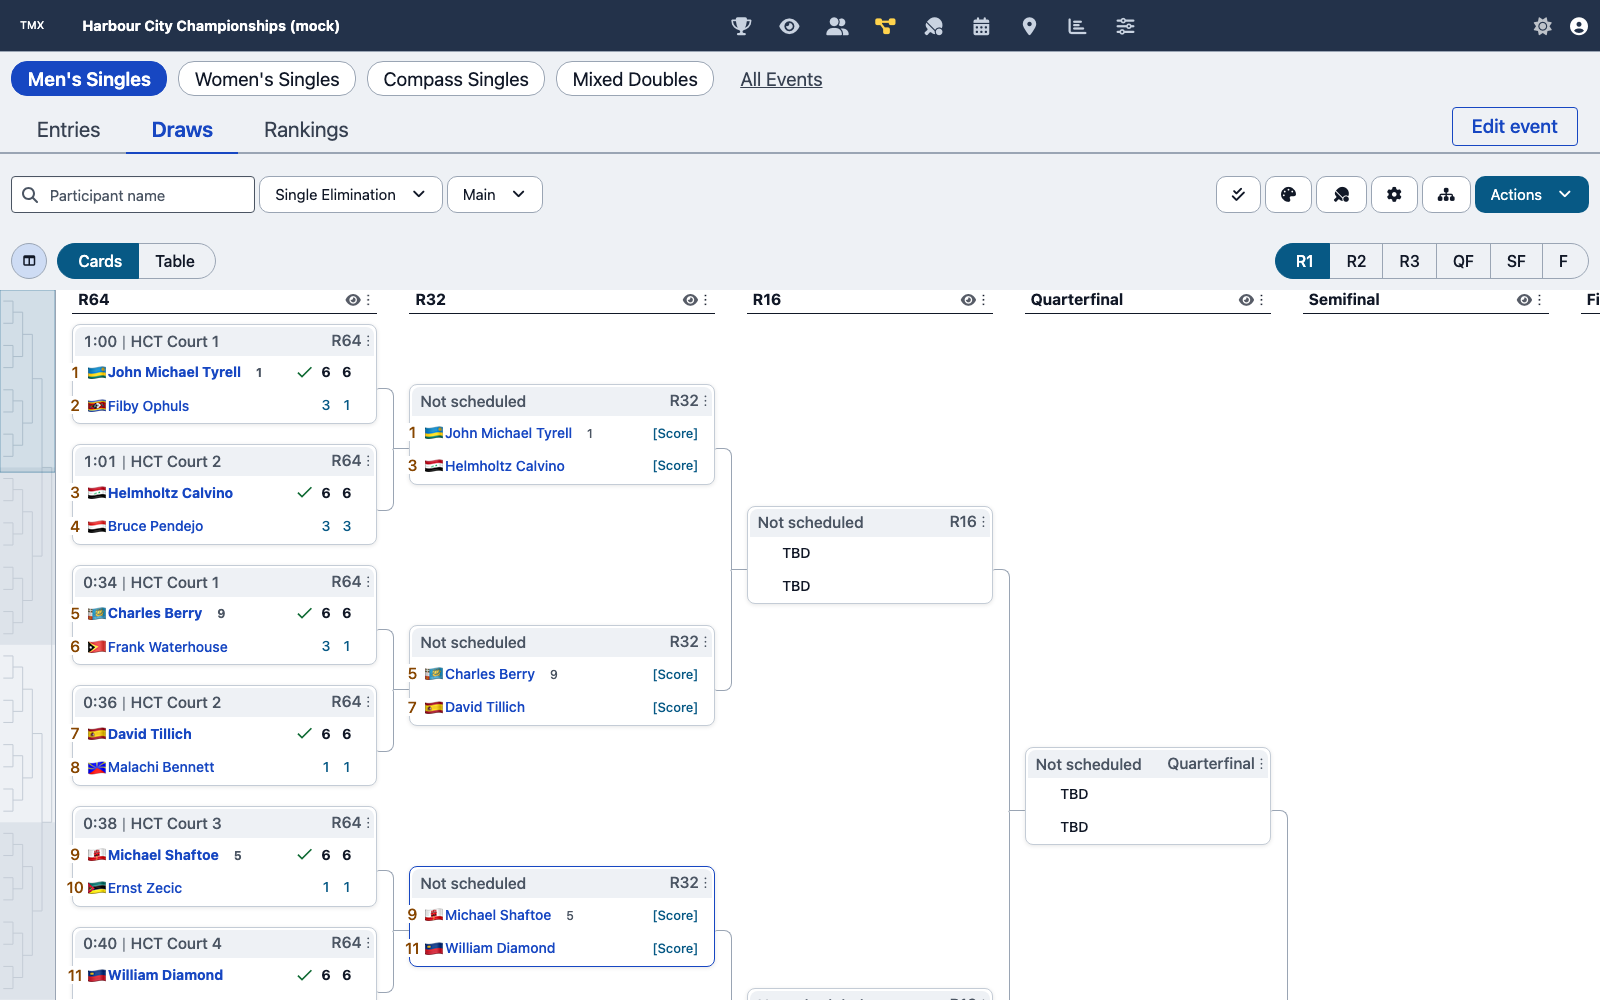 TMX
Harbour City Championships (mock)
Men's Singles
Women's Singles
Compass Singles
Mixed Doubles
All Events
Entries
Draws
Rankings
Edit event
Participant name
Single Elimination
Main
Actions
Cards
Table
R1
R2
R3
QF
SF
F
R64
R32
R16
Quarterfinal
Semifinal
Fi
1:00 | HCT Court 1 R64
1 John Michael Tyrell 1 6 6
2 Filby Ophuls 3 1
1:01 | HCT Court 2 R64
3 Helmholtz Calvino 6 6
4 Bruce Pendejo 3 3
0:34 | HCT Court 1 R64
5 Charles Berry 9 6 6
6 Frank Waterhouse 3 1
0:36 | HCT Court 2 R64
7 David Tillich 6 6
8 Malachi Bennett 1 1
0:38 | HCT Court 3 R64
9 Michael Shaftoe 5 6 6
10 Ernst Zecic 1 1
0:40 | HCT Court 4 R64
11 William Diamond 6 6
Not scheduled R32
1 John Michael Tyrell 1 [Score]
3 Helmholtz Calvino [Score]
Not scheduled R32
5 Charles Berry 9 [Score]
7 David Tillich [Score]
Not scheduled R32
9 Michael Shaftoe 5 [Score]
11 William Diamond [Score]
Not scheduled R16
TBD
TBD
Not scheduled R16
Not scheduled Quarterfinal
TBD
TBD